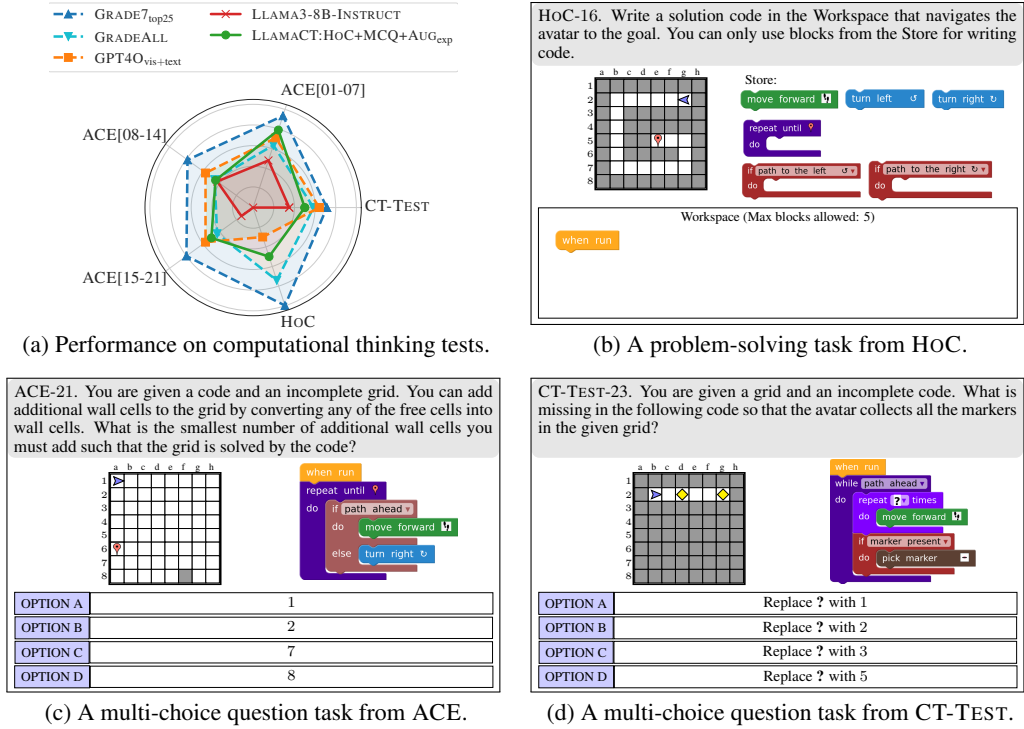 GRADE7top25
GRADEALL
GPT4Ovis+text
LLAMA3-8B-INSTRUCT
LLAMACT:HOC+MCQ+AUGexp
ACE[01-07]
ACE[08-14]
CT-TEST
ACE[15-21]
HOC
(a) Performance on computational thinking tests.
HOC-16. Write a solution code in the Workspace that navigates the
avatar to the goal. You can only use blocks from the Store for writing
code.
a b c d e f g h
1
2
3
4
5
6
7
8
Store:
move forward
turn left ↺
turn right ↻
repeat until
do
if path to the left ↺ ▾
do
if path to the right ↻ ▾
do
Workspace (Max blocks allowed: 5)
when run
(b) A problem-solving task from HOC.
ACE-21. You are given a code and an incomplete grid. You can add
additional wall cells to the grid by converting any of the free cells into
wall cells. What is the smallest number of additional wall cells you
must add such that the grid is solved by the code?
a b c d e f g h
1
2
3
4
5
6
7
8
when run
repeat until
do if path ahead ▾
do move forward
else turn right ↻
OPTION A 1
OPTION B 2
OPTION C 7
OPTION D 8
(c) A multi-choice question task from ACE.
CT-TEST-23. You are given a grid and an incomplete code. What is
missing in the following code so that the avatar collects all the markers
in the given grid?
a b c d e f g h
1
2
3
4
5
6
7
8
when run
while path ahead ▾
do repeat ? ▾ times
do move forward
if marker present ▾
do pick marker −
OPTION A Replace ? with 1
OPTION B Replace ? with 2
OPTION C Replace ? with 3
OPTION D Replace ? with 5
(d) A multi-choice question task from CT-TEST.